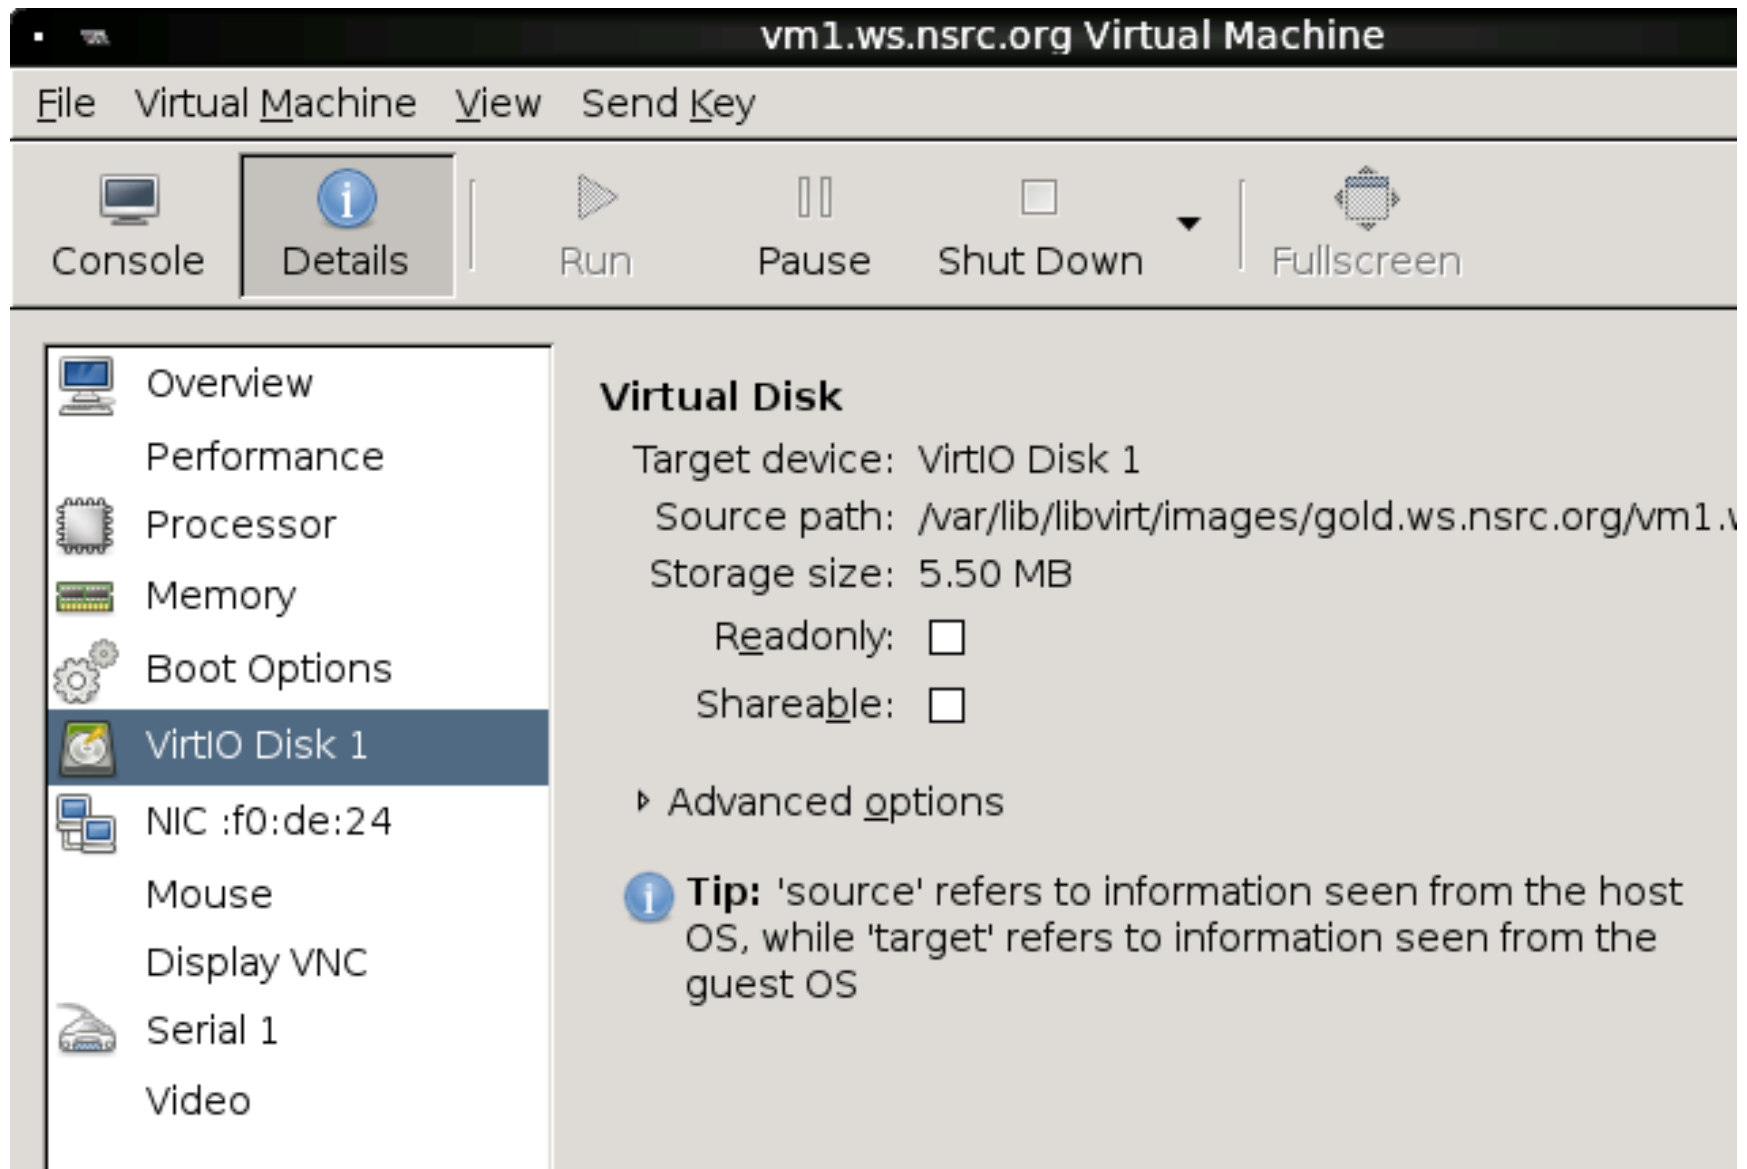 vm1.ws.nsrc.org Virtual Machine
File Virtual Machine View Send Key
Console Details Run Pause Shut Down Fullscreen
Overview
Performance
Processor
Memory
Boot Options
VirtIO Disk 1
NIC :f0:de:24
Mouse
Display VNC
Serial 1
Video
Virtual Disk
Target device: VirtIO Disk 1
Source path: /var/lib/libvirt/images/gold.ws.nsrc.org/vm1.
Storage size: 5.50 MB
Readonly:
Shareable:
Advanced options
Tip: 'source' refers to information seen from the host
OS, while 'target' refers to information seen from the
guest OS